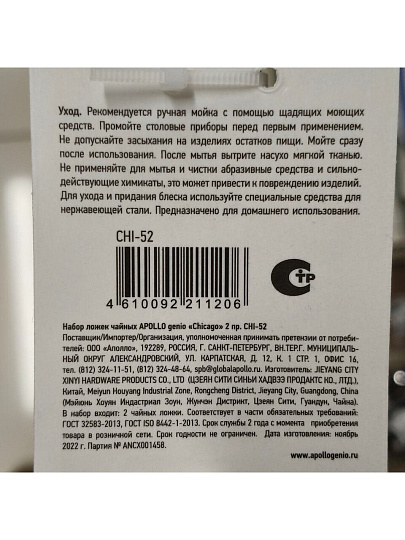 Уход. Рекомендуется ручная мойка с помощью щадящих моющих
средств. Промойте столовые приборы перед первым применением.
Не допускайте засыхания на изделиях остатков пищи. Мойте сразу
после использования. После мытья вытрите насухо мягкой тканью.
Не применяйте для мытья и чистки абразивные средства и сильно-
действующие химикаты, это может привести к повреждению изделий.
Для ухода и придания блеска используйте специальные средства для
нержавеющей стали. Предназначено для домашнего использования.
CHI-52
4 610092 211206
СТР
Набор ложек чайных APOLLO genio «Chicago» 2 пр. CHI-52
Поставщик/Импортер/Организация, уполномоченная принимать претензии от потреби-
телей: ООО «Аполло», 192289, РОССИЯ, Г. САНКТ-ПЕТЕРБУРГ, ВН.ТЕР.Г. МУНИЦИПАЛЬ-
НЫЙ ОКРУГ АЛЕКСАНДРОВСКИЙ, УЛ. КАРПАТСКАЯ, Д. 12, К. 1 СТР. 1, ОФИС 16,
тел. (812) 324-11-51, (812) 324-48-64, spb@globalapollo.ru. Изготовитель: JIEYANG CITY
XINYI HARDWARE PRODUCTS CO., LTD (ЦЗЕЯН СИТИ СИНЬИ ХАДВЭЗ ПРОДАКТС КО., ЛТД.),
Китай, Meiyun Houyang Industrial Zone, Rongcheng District, Jieyang City, Guangdong, China
(Мэйюнь Хоуян Индастриал Зоун, Жунчэн Дистрикт, Цзеян Сити, Гуандун, Чайна).
В набор входит: 2 чайных ложки. Соответствует в части обязательных требований:
ГОСТ 32583-2013, ГОСТ ISO 8442-1-2013. Срок службы 2 года с момента приобретения
товара в розничной сети. Срок годности не ограничен. Дата изготовления: ноябрь
2022 г. Партия № ANCX001458.
www.apollogenio.ru